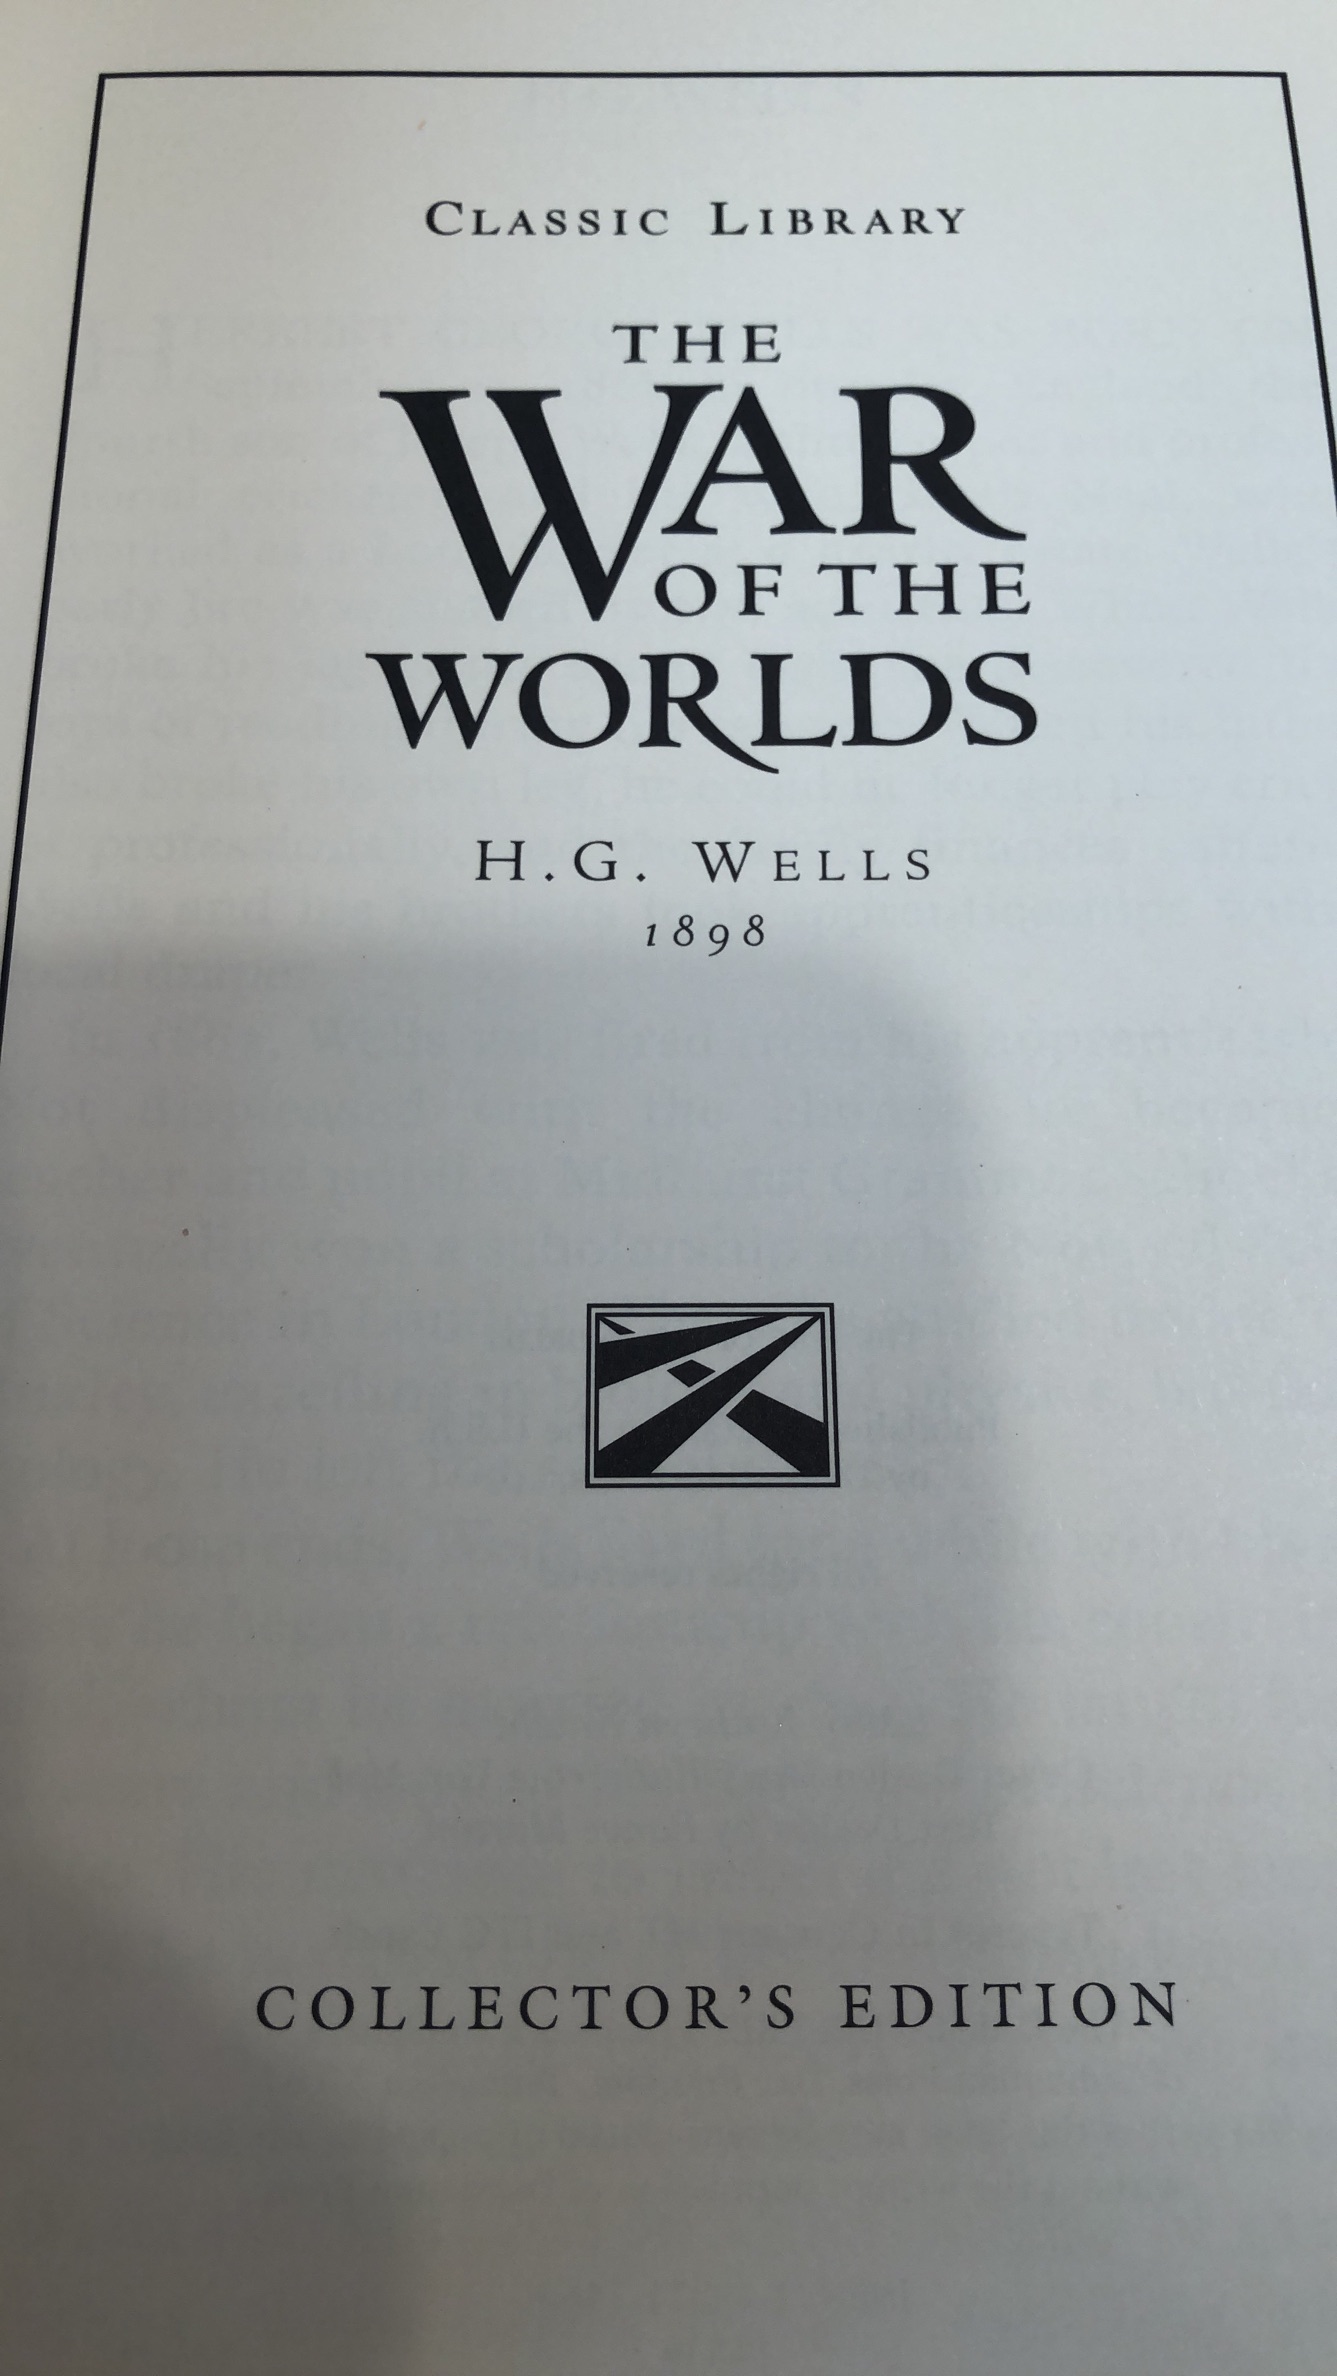 CLASSIC LIBRARY
THE
WAR
OF THE
WORLDS
H.G. WELLS
1898
COLLECTOR'S EDITION